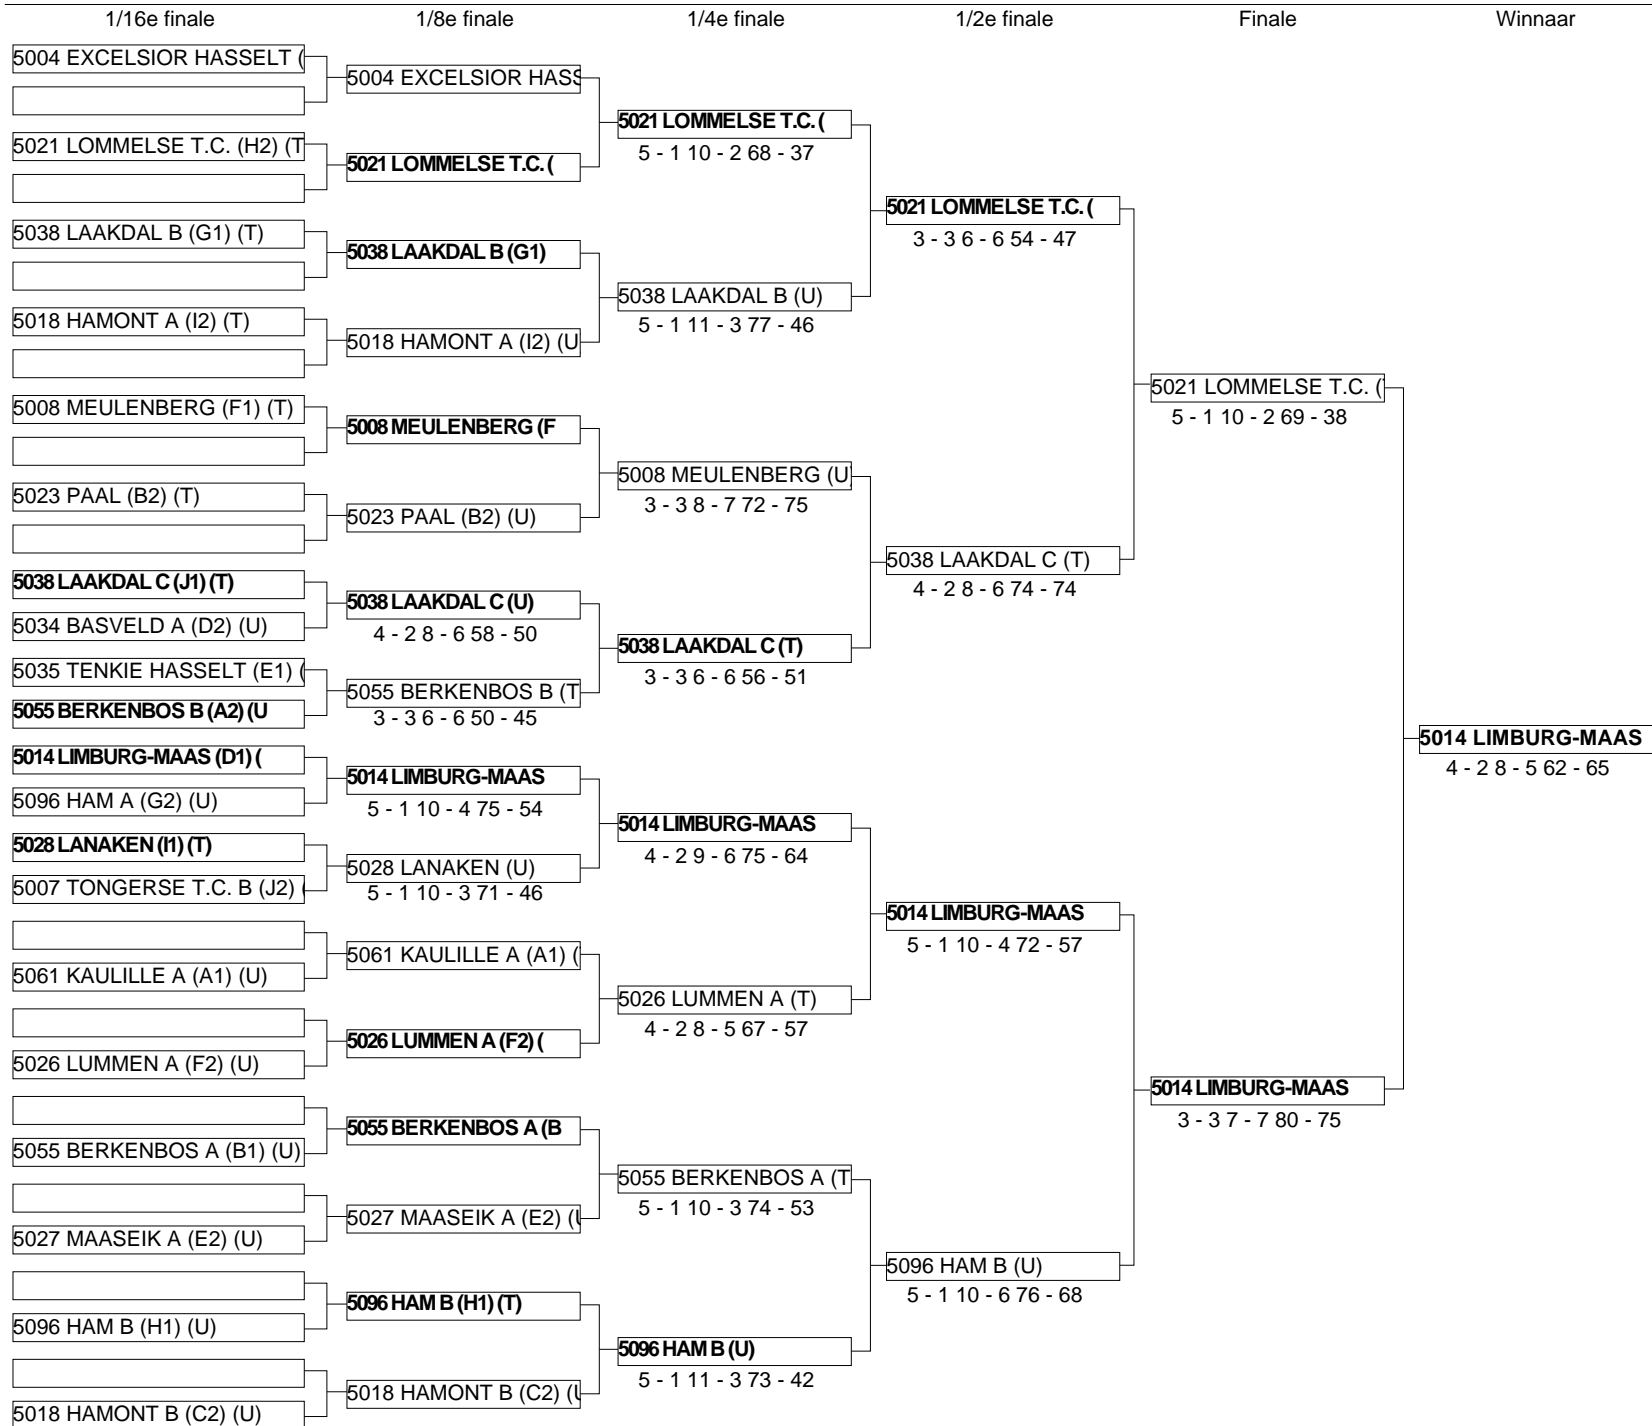 1/16e finale
1/8e finale
1/4e finale
1/2e finale
Finale
Winnaar
5004 EXCELSIOR HASSELT (
5021 LOMMELSE T.C. (H2) (T
5038 LAAKDAL B (G1) (T)
5018 HAMONT A (I2) (T)
5008 MEULENBERG (F1) (T)
5023 PAAL (B2) (T)
5038 LAAKDAL C (J1) (T)
5034 BASVELD A (D2) (U)
5035 TENKIE HASSELT (E1) (
5055 BERKENBOS B (A2) (U
5014 LIMBURG-MAAS (D1) (
5096 HAM A (G2) (U)
5028 LANAKEN (I1) (T)
5007 TONGERSE T.C. B (J2) (
5061 KAULILLE A (A1) (U)
5026 LUMMEN A (F2) (U)
5055 BERKENBOS A (B1) (U)
5027 MAASEIK A (E2) (U)
5096 HAM B (H1) (U)
5018 HAMONT B (C2) (U)
5004 EXCELSIOR HASS
5021 LOMMELSE T.C. (
5038 LAAKDAL B (G1)
5018 HAMONT A (I2) (U
5008 MEULENBERG (F
5023 PAAL (B2) (U)
5038 LAAKDAL C (U)
4 - 2 8 - 6 58 - 50
5055 BERKENBOS B (T
3 - 3 6 - 6 50 - 45
5014 LIMBURG-MAAS
5 - 1 10 - 4 75 - 54
5028 LANAKEN (U)
5 - 1 10 - 3 71 - 46
5061 KAULILLE A (A1) (
5026 LUMMEN A (F2) (
5055 BERKENBOS A (B
5027 MAASEIK A (E2) (U
5096 HAM B (H1) (T)
5018 HAMONT B (C2) (U
5021 LOMMELSE T.C. (
5 - 1 10 - 2 68 - 37
5038 LAAKDAL B (U)
5 - 1 11 - 3 77 - 46
5008 MEULENBERG (U)
3 - 3 8 - 7 72 - 75
5038 LAAKDAL C (T)
3 - 3 6 - 6 56 - 51
5014 LIMBURG-MAAS
4 - 2 9 - 6 75 - 64
5026 LUMMEN A (T)
4 - 2 8 - 5 67 - 57
5055 BERKENBOS A (T
5 - 1 10 - 3 74 - 53
5096 HAM B (U)
5 - 1 11 - 3 73 - 42
5021 LOMMELSE T.C. (
3 - 3 6 - 6 54 - 47
5038 LAAKDAL C (T)
4 - 2 8 - 6 74 - 74
5014 LIMBURG-MAAS
5 - 1 10 - 4 72 - 57
5096 HAM B (U)
5 - 1 10 - 6 76 - 68
5021 LOMMELSE T.C. (
5 - 1 10 - 2 69 - 38
5014 LIMBURG-MAAS
3 - 3 7 - 7 80 - 75
5014 LIMBURG-MAAS
4 - 2 8 - 5 62 - 65